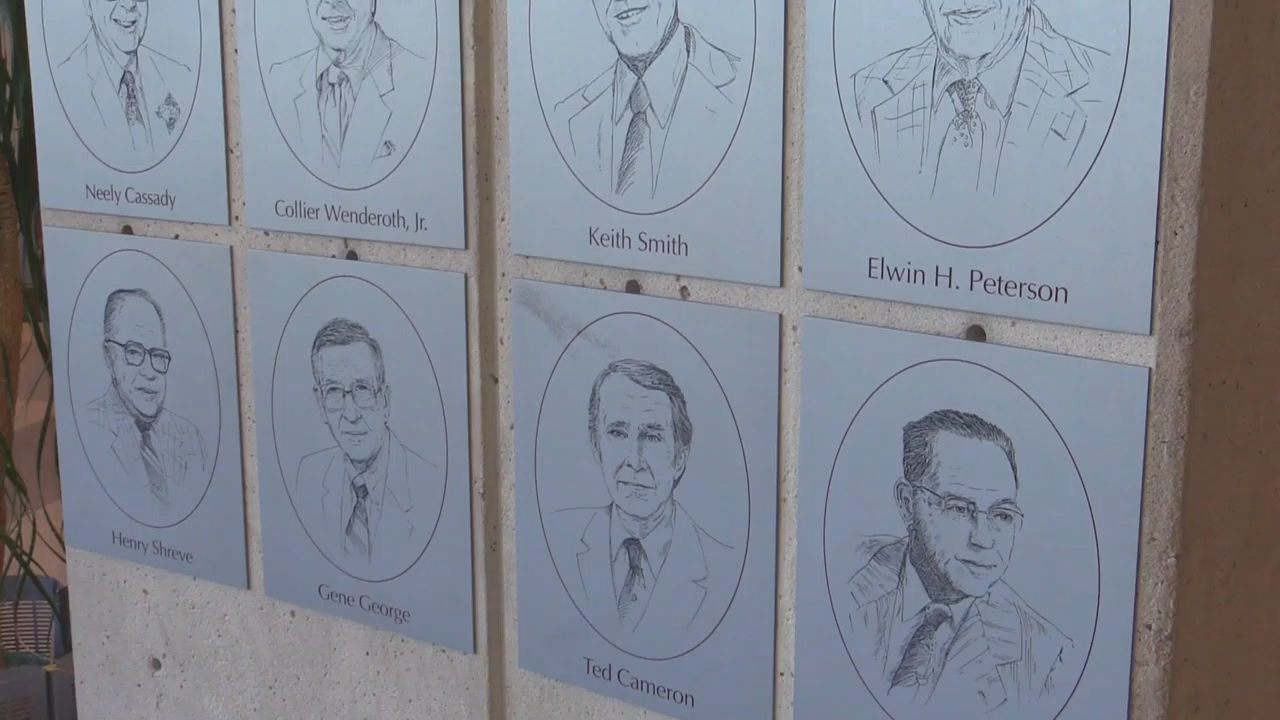 Neely Cassady
Collier Wenderoth, Jr.
Keith Smith
Elwin H. Peterson
Henry Shreve
Gene George
Ted Cameron